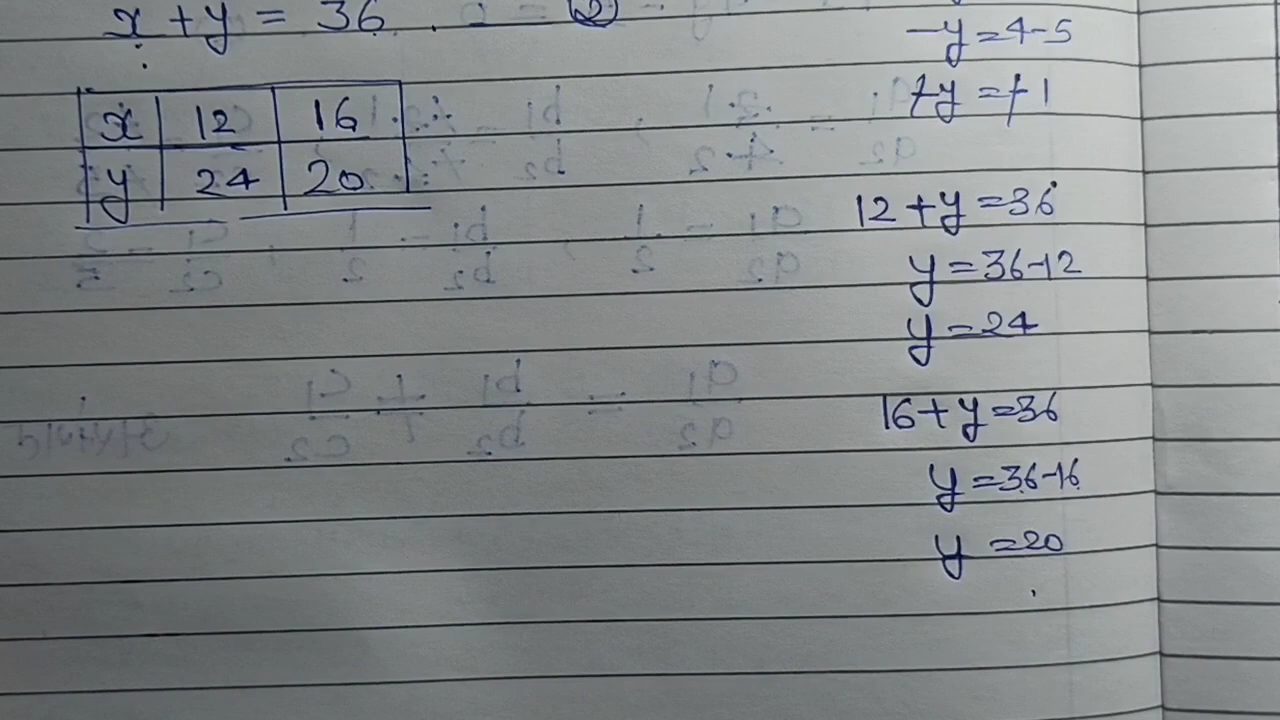 x + y = 36 . ②
x 12 16
y 24 20
-y = 4-5
+y = +1
12 + y = 36
y = 36-12
y = 24
16 + y = 36
y = 36-16
y = 20